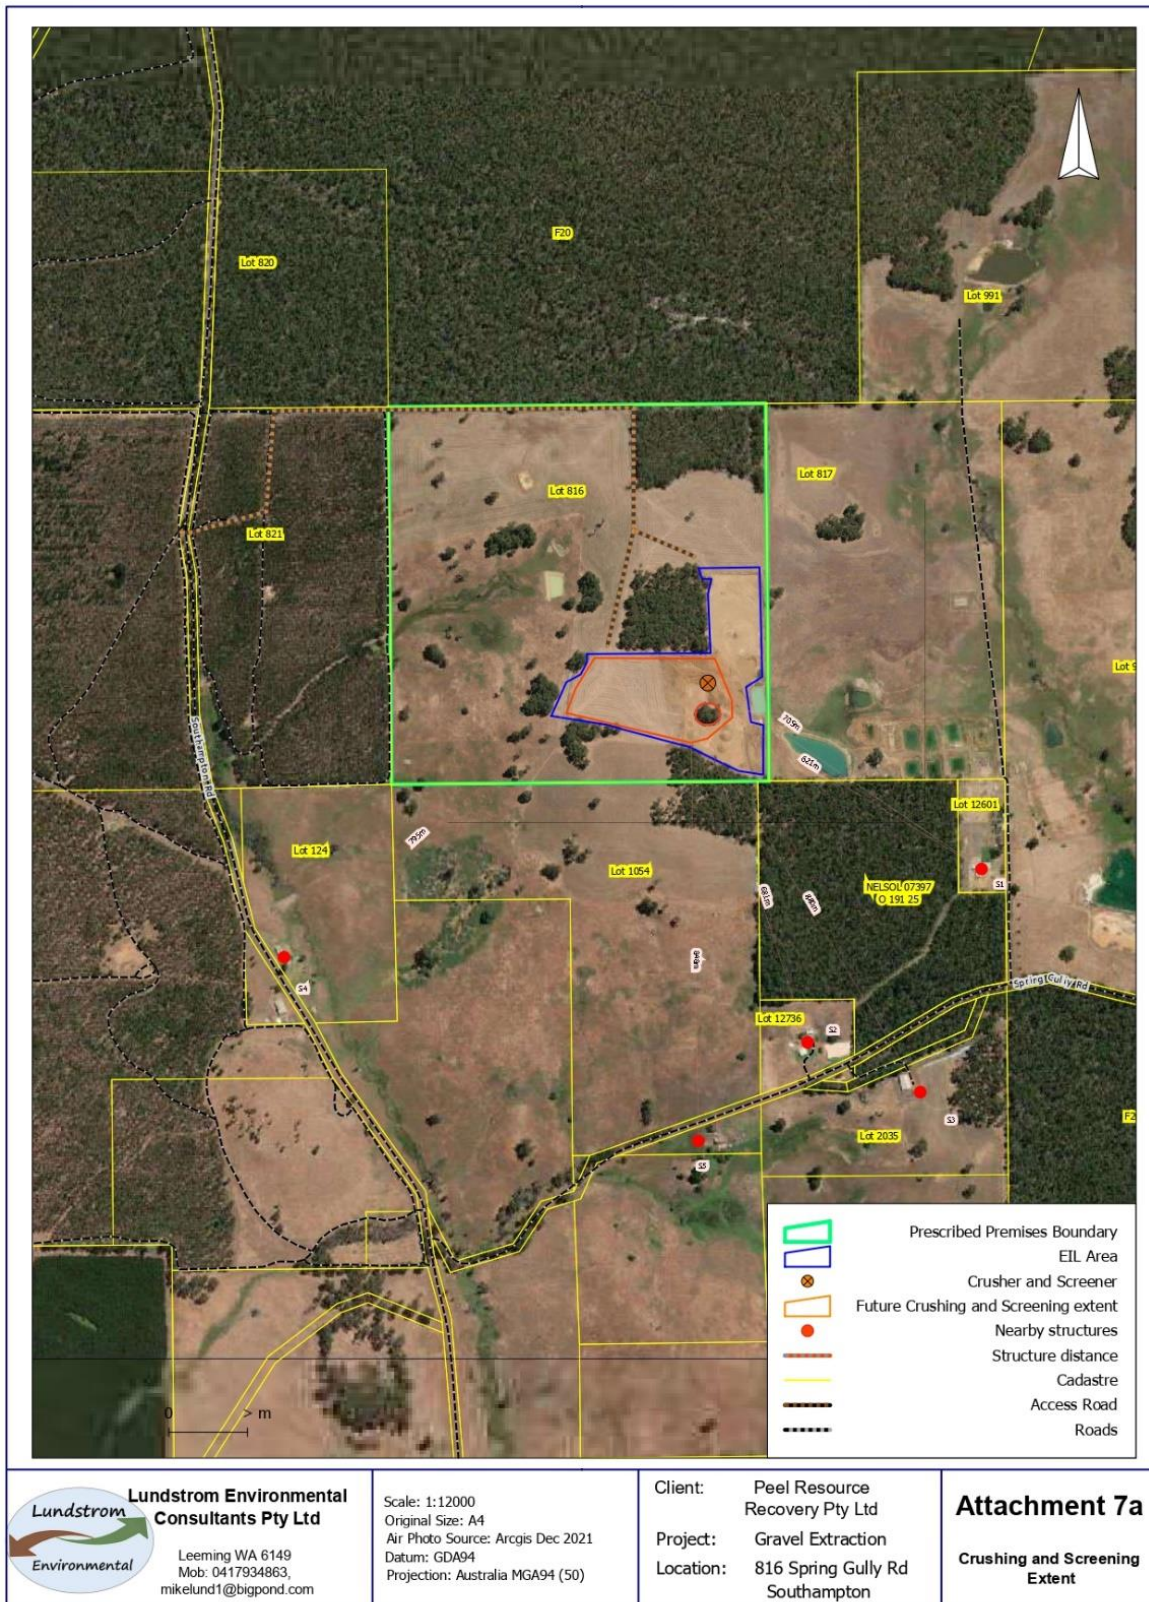 F20
Lot 820
Lot 991
Lot 817
Lot 816
Lot 821
Lot 9
Southampton Rd
705m
621m
Lot 12601
795m
Lot 124
Lot 1054
NELSOL 07397
O 191 25
681m
S1
S4
Spring Gully Rd
Lot 12736
S2
Lot 2035
S3
S5
F2
0 > m
Prescribed Premises Boundary
EIL Area
Crusher and Screener
Future Crushing and Screening extent
Nearby structures
Structure distance
Cadastre
Access Road
Roads
Lundstrom
Environmental
Lundstrom Environmental
Consultants Pty Ltd
Leeming WA 6149
Mob: 0417934863,
mikelund1@bigpond.com
Scale: 1:12000
Original Size: A4
Air Photo Source: Arcgis Dec 2021
Datum: GDA94
Projection: Australia MGA94 (50)
Client: Peel Resource
Recovery Pty Ltd
Project: Gravel Extraction
Location: 816 Spring Gully Rd
Southampton
Attachment 7a
Crushing and Screening
Extent